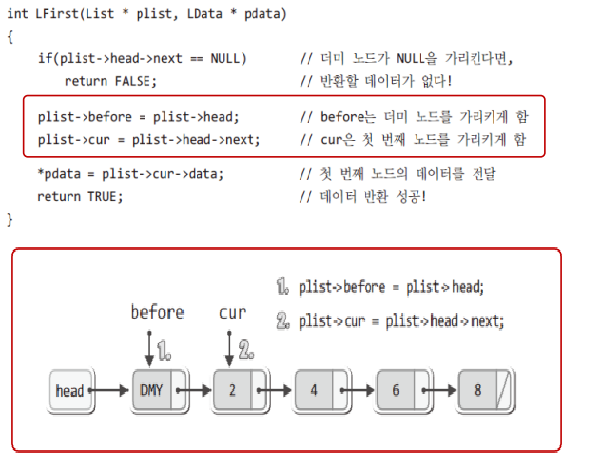 int LFirst(List * plist, LData * pdata)
{
if(plist->head->next == NULL) // 더미 노드가 NULL을 가리킨다면,
return FALSE; // 반환할 데이터가 없다!
plist->before = plist->head; // before는 더미 노드를 가리키게 함
plist->cur = plist->head->next; // cur은 첫 번째 노드를 가리키게 함
*pdata = plist->cur->data; // 첫 번째 노드의 데이터를 전달
return TRUE; // 데이터 반환 성공!
}
1. plist->before = plist->head;
2. plist->cur = plist->head->next;
before cur
1. 2.
head DMY 2 4 6 8